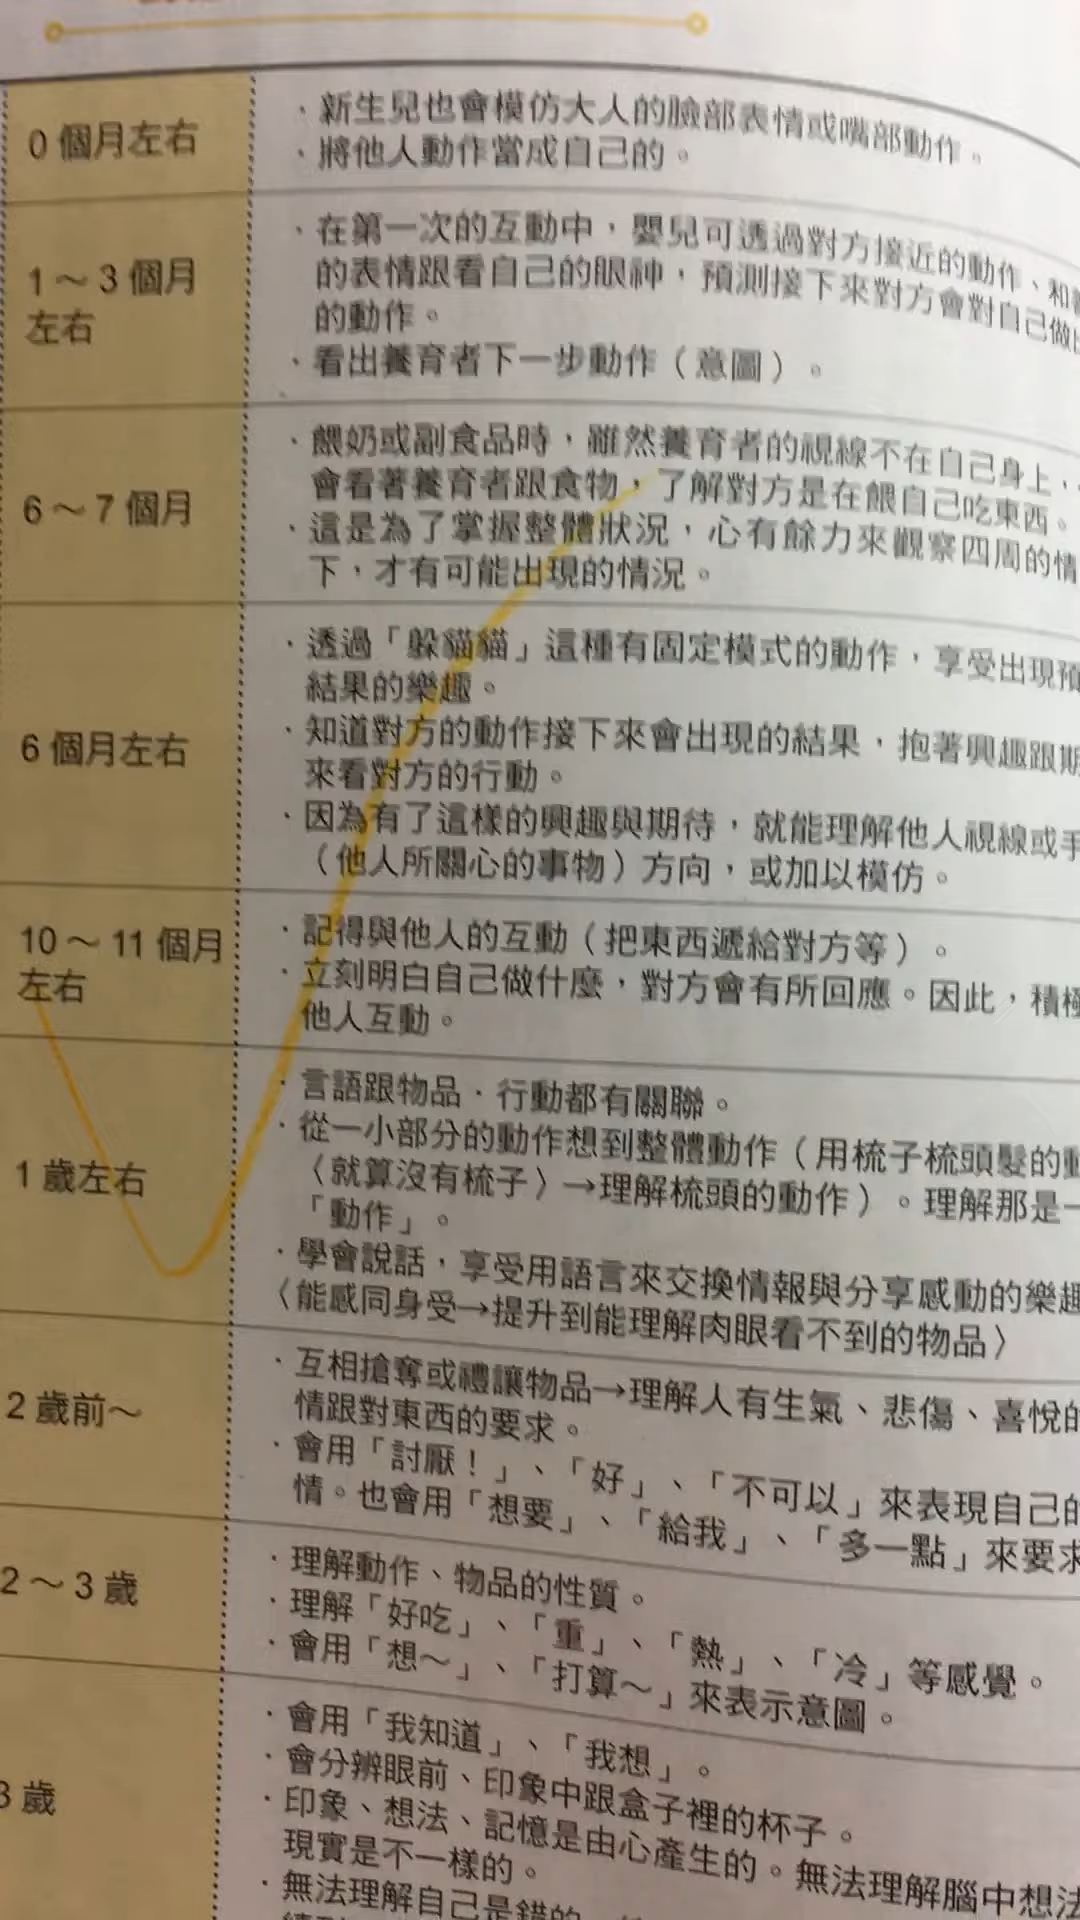 0 個月左右
・新生兒也會模仿大人的臉部表情或嘴部動作。
・將他人動作當成自己的。
1～3 個月
左右
・在第一次的互動中，嬰兒可透過對方接近的動作、和
的表情跟看自己的眼神，預測接下來對方會對自己做出
的動作。
・看出養育者下一步動作（意圖）。
6～7 個月
・餵奶或副食品時，雖然養育者的視線不在自己身上，
會看著養育者跟食物，了解對方是在餵自己吃東西。
・這是為了掌握整體狀況，心有餘力來觀察四周的情
下，才有可能出現的情況。
6 個月左右
・透過「躲貓貓」這種有固定模式的動作，享受出現預
結果的樂趣。
・知道對方的動作接下來會出現的結果，抱著興趣跟期
來看對方的行動。
・因為有了這樣的興趣與期待，就能理解他人視線或手
（他人所關心的事物）方向，或加以模仿。
10～11 個月
左右
・記得與他人的互動（把東西遞給對方等）。
・立刻明白自己做什麼，對方會有所回應。因此，積極
他人互動。
1 歲左右
・言語跟物品・行動都有關聯。
・從一小部分的動作想到整體動作（用梳子梳頭髮的動
〈就算沒有梳子〉→理解梳頭的動作）。理解那是一
「動作」。
・學會說話，享受用語言來交換情報與分享感動的樂趣
〈能感同身受→提升到能理解肉眼看不到的物品〉
2 歲前～
・互相搶奪或禮讓物品→理解人有生氣、悲傷、喜悅的
情跟對東西的要求。
・會用「討厭！」、「好」、「不可以」來表現自己的
情。也會用「想要」、「給我」、「多一點」來要求
2～3 歲
・理解動作、物品的性質。
・理解「好吃」、「重」、「熱」、「冷」等感覺。
・會用「想～」、「打算～」來表示意圖。
3 歲
・會用「我知道」、「我想」。
・會分辨眼前、印象中跟盒子裡的杯子。
・印象、想法、記憶是由心產生的。無法理解腦中想法
現實是不一樣的。
・無法理解自己是錯的